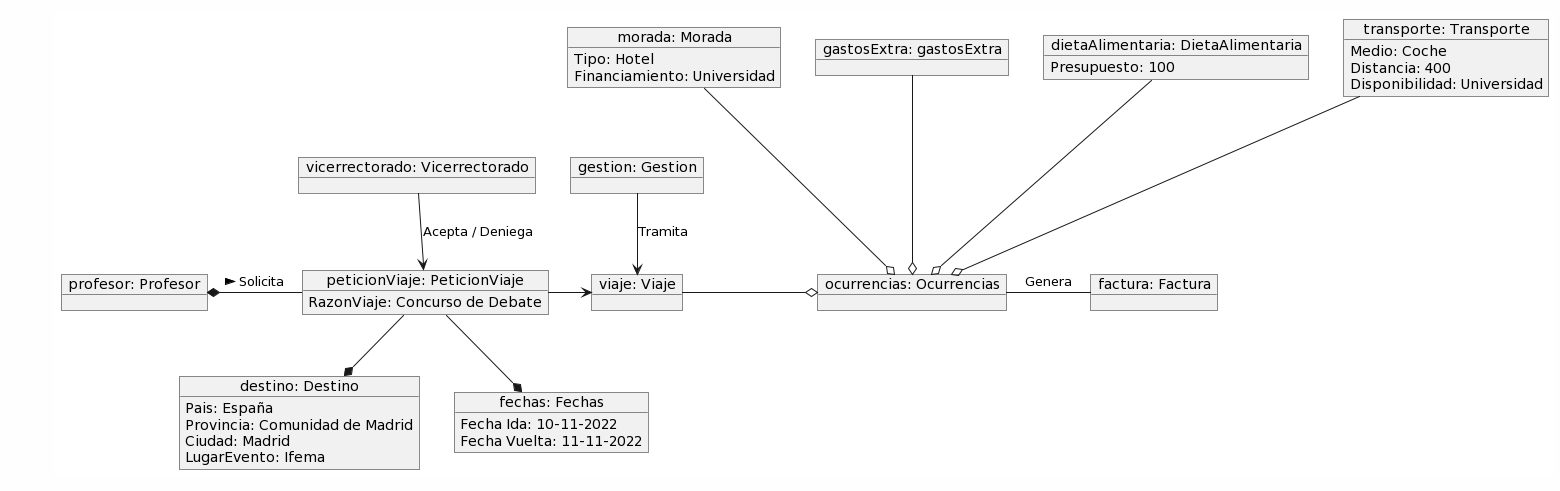 morada: Morada
Tipo: Hotel
Financiamiento: Universidad
gastosExtra: gastosExtra
dietaAlimentaria: DietaAlimentaria
Presupuesto: 100
transporte: Transporte
Medio: Coche
Distancia: 400
Disponibilidad: Universidad
vicerrectorado: Vicerrectorado
gestion: Gestion
Acepta / Deniega
Tramita
profesor: Profesor
Solicita
peticionViaje: PeticionViaje
RazonViaje: Concurso de Debate
viaje: Viaje
ocurrencias: Ocurrencias
Genera
factura: Factura
destino: Destino
Pais: España
Provincia: Comunidad de Madrid
Ciudad: Madrid
LugarEvento: Ifema
fechas: Fechas
Fecha Ida: 10-11-2022
Fecha Vuelta: 11-11-2022